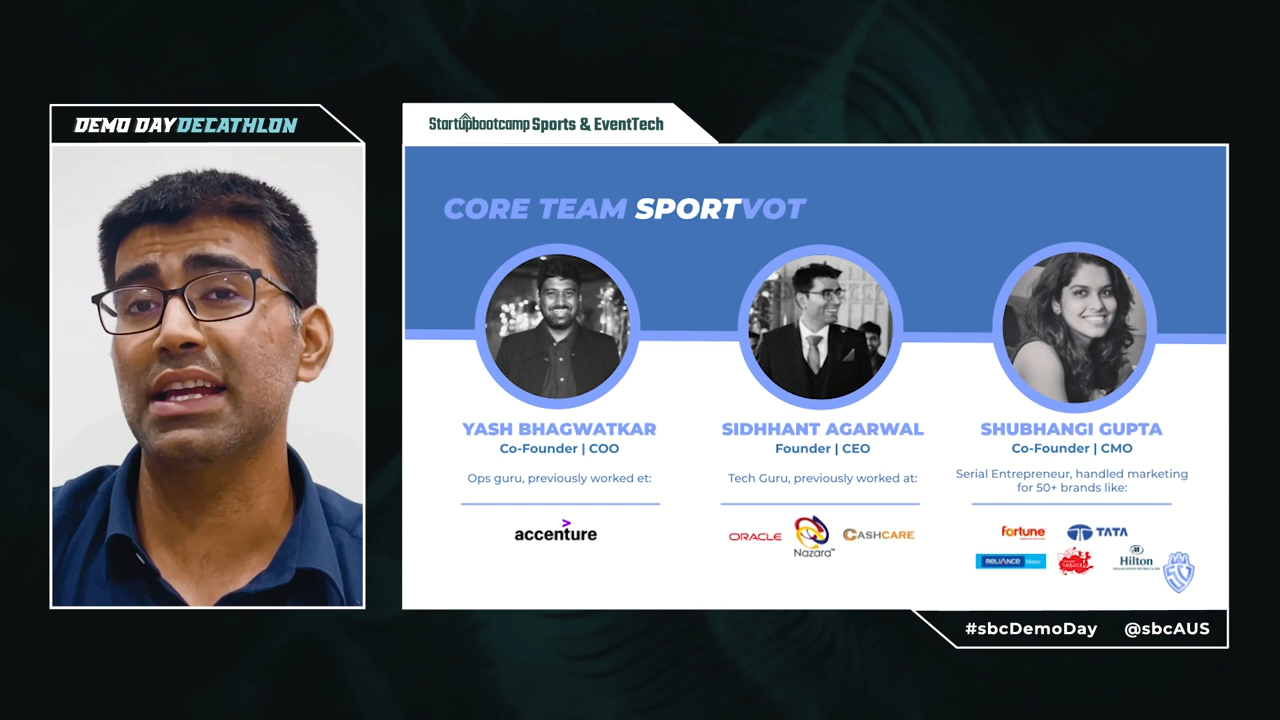 DEMO DAY DECATHLON
Startupbootcamp Sports & EventTech
CORE TEAM SPORTVOT
YASH BHAGWATKAR
Co-Founder | COO
Ops guru, previously worked et:
accenture
SIDHHANT AGARWAL
Founder | CEO
Tech Guru, previously worked at:
ORACLE
Nazara™
CASHCARE
SHUBHANGI GUPTA
Co-Founder | CMO
Serial Entrepreneur, handled marketing
for 50+ brands like:
fortune
TATA
RELIANCE
Hilton
#sbcDemoDay @sbcAUS